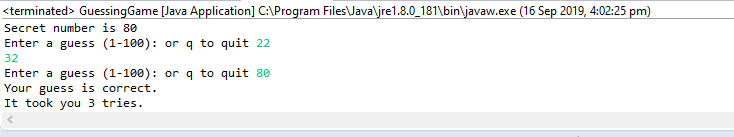 <terminated> GuessingGame [Java Application] C:\Program Files\Java\jre1.8.0_181\bin\javaw.exe (16 Sep 2019, 4:02:25 pm)
Secret number is 80
Enter a guess (1-100): or q to quit 22
32
Enter a guess (1-100): or q to quit 80
Your guess is correct.
It took you 3 tries.